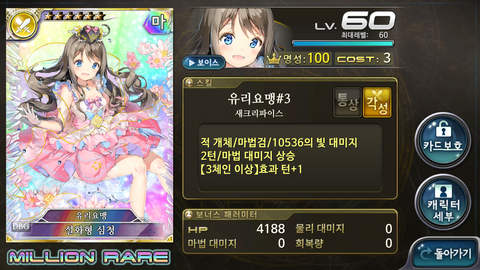 마
유리요맹
선화형 심청
DBG
MILLION RARE
LV. 60
최대레벨: 60
보이스
명성:100 COST: 3
스킬
유리요맹#3
새크리파이스
통상
각성
적 개체/마법검/10536의 빛 대미지
2턴/마법 대미지 상승
【3체인 이상】효과 턴+1
보너스 패러미터
HP 4188 물리 대미지 0
마법 대미지 0 회복량 0
카드보호
캐릭터
세부
돌아가기